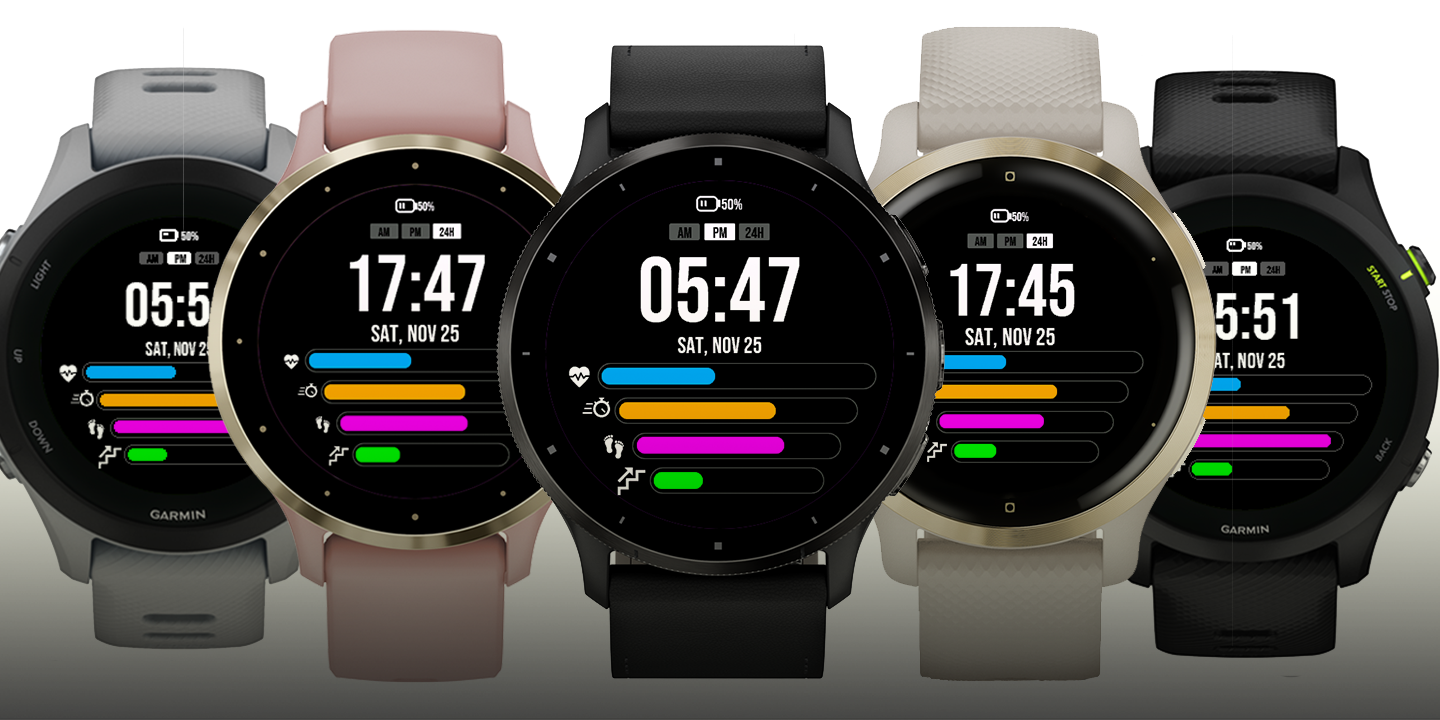 LIGHT
UP
DOWN
50%
AM PM 24H
05:5
SAT, NOV 2
GARMIN
50%
AM PM 24H
17:47
SAT, NOV 25
50%
AM PM 24H
05:47
SAT, NOV 25
50%
AM PM 24H
17:45
SAT, NOV 25
50%
AM PM 24H
5:51
AT, NOV 25
START STOP
BACK
GARMIN